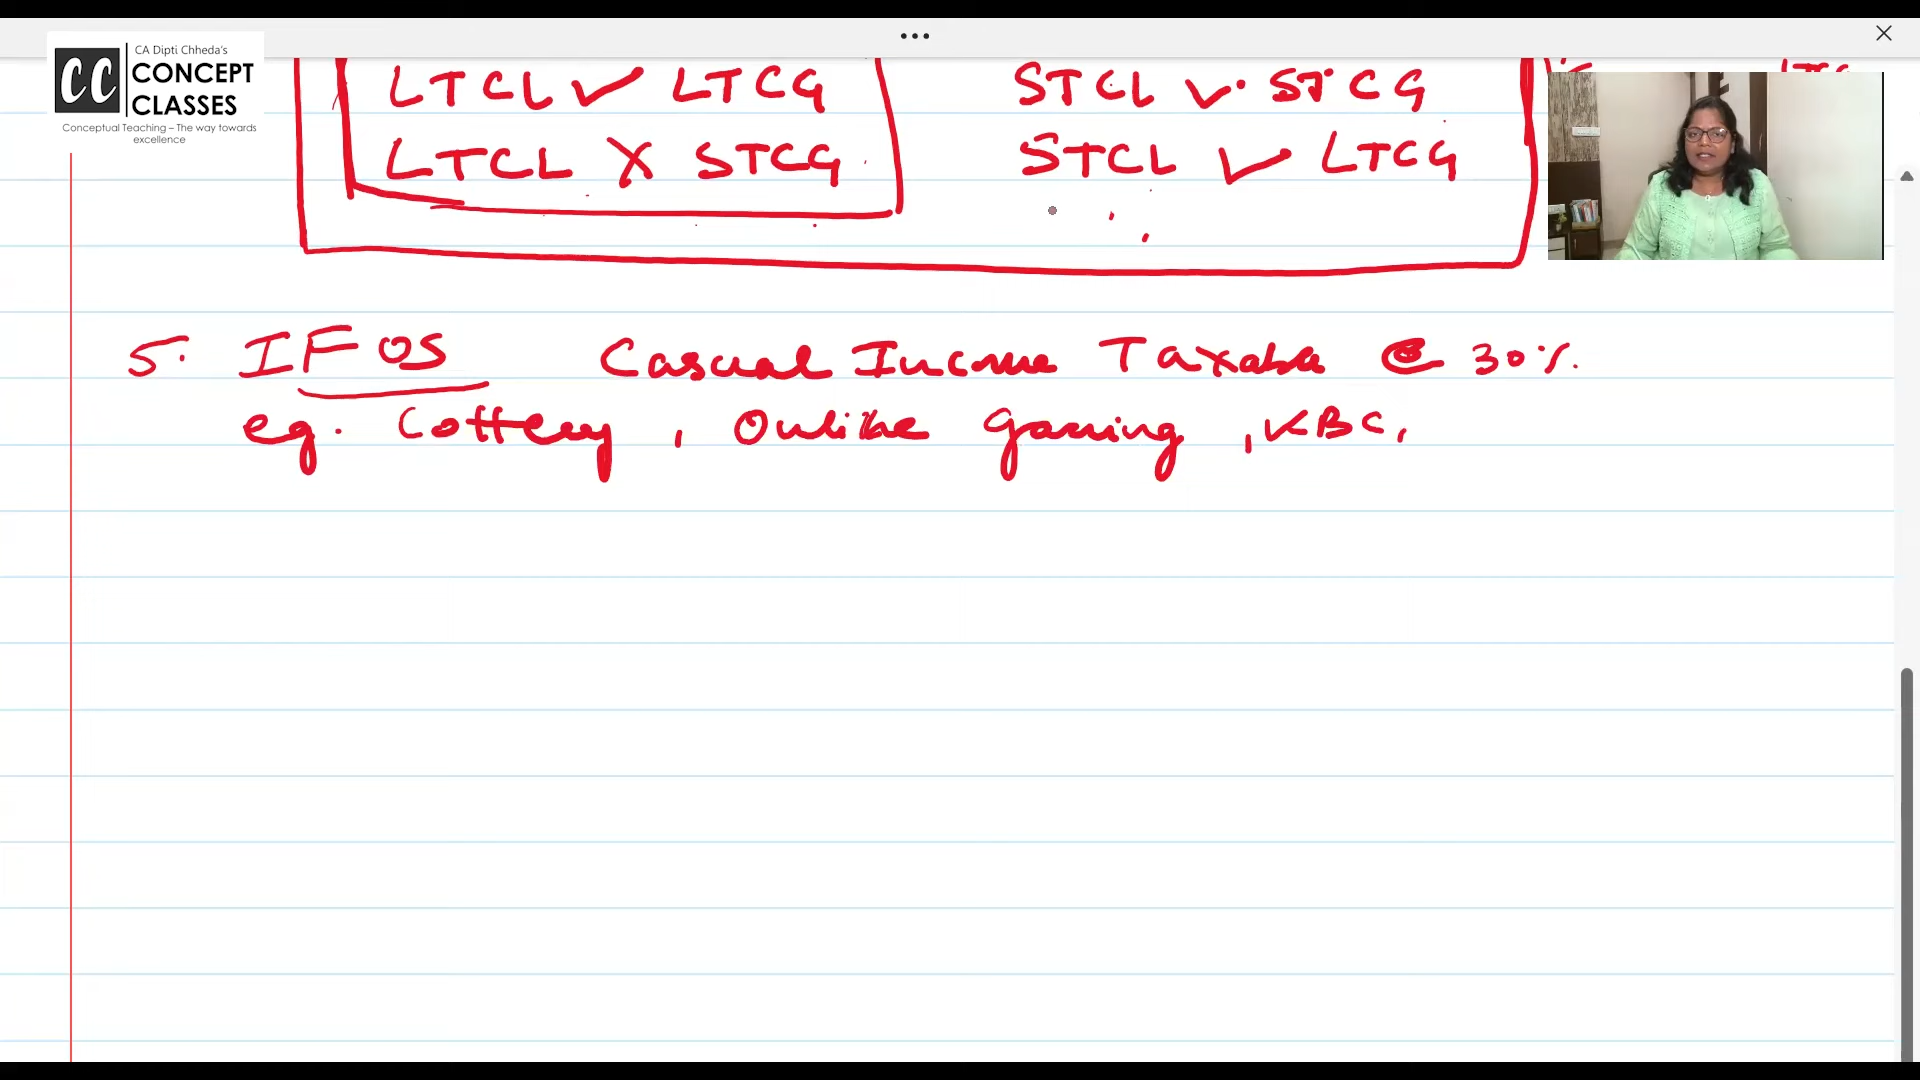 CC
CA Dipti Chheda's
CONCEPT
CLASSES
Conceptual Teaching – The way towards
excellence
LTCL ✓ LTCG
LTCL X STCG
STCL ✓ STCG
STCL ✓ LTCG
5. IFOS Casual Income Taxable @ 30%.
eg. Lottery, Online gaming, KBC,